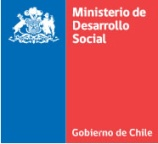 Ministerio de
Desarrollo
Social
Gobierno de Chile